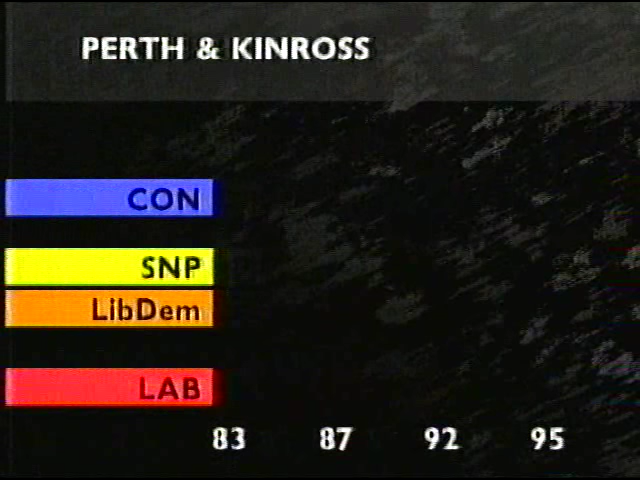 PERTH & KINROSS
CON
SNP
LibDem
LAB
83 87 92 95